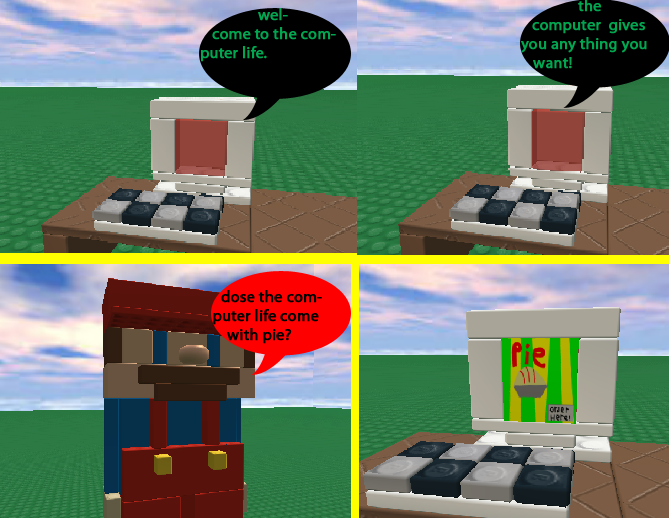 wel-
come to the com-
puter life.
the
computer gives
you any thing you
want!
dose the com-
puter life come
with pie?
Pie
order
Here!